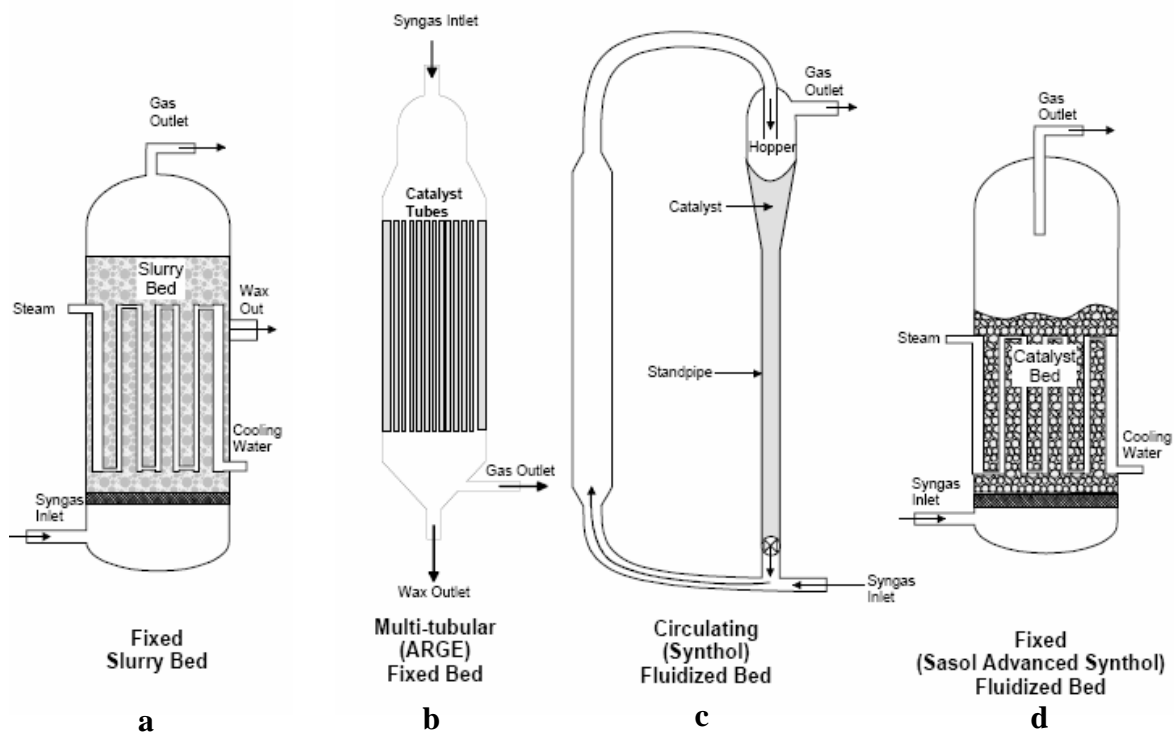 Gas
Outlet
Slurry
Bed
Steam
Wax
Out
Cooling
Water
Syngas
Inlet
Fixed
Slurry Bed
a
Syngas Intlet
Catalyst
Tubes
Gas Outlet
Wax Outlet
Multi-tubular
(ARGE)
Fixed Bed
b
Gas
Outlet
Hopper
Catalyst
Standpipe
Syngas
Inlet
Circulating
(Synthol)
Fluidized Bed
c
Gas
Outlet
Steam
Catalyst
Bed
Cooling
Water
Syngas
Inlet
Fixed
(Sasol Advanced Synthol)
Fluidized Bed
d